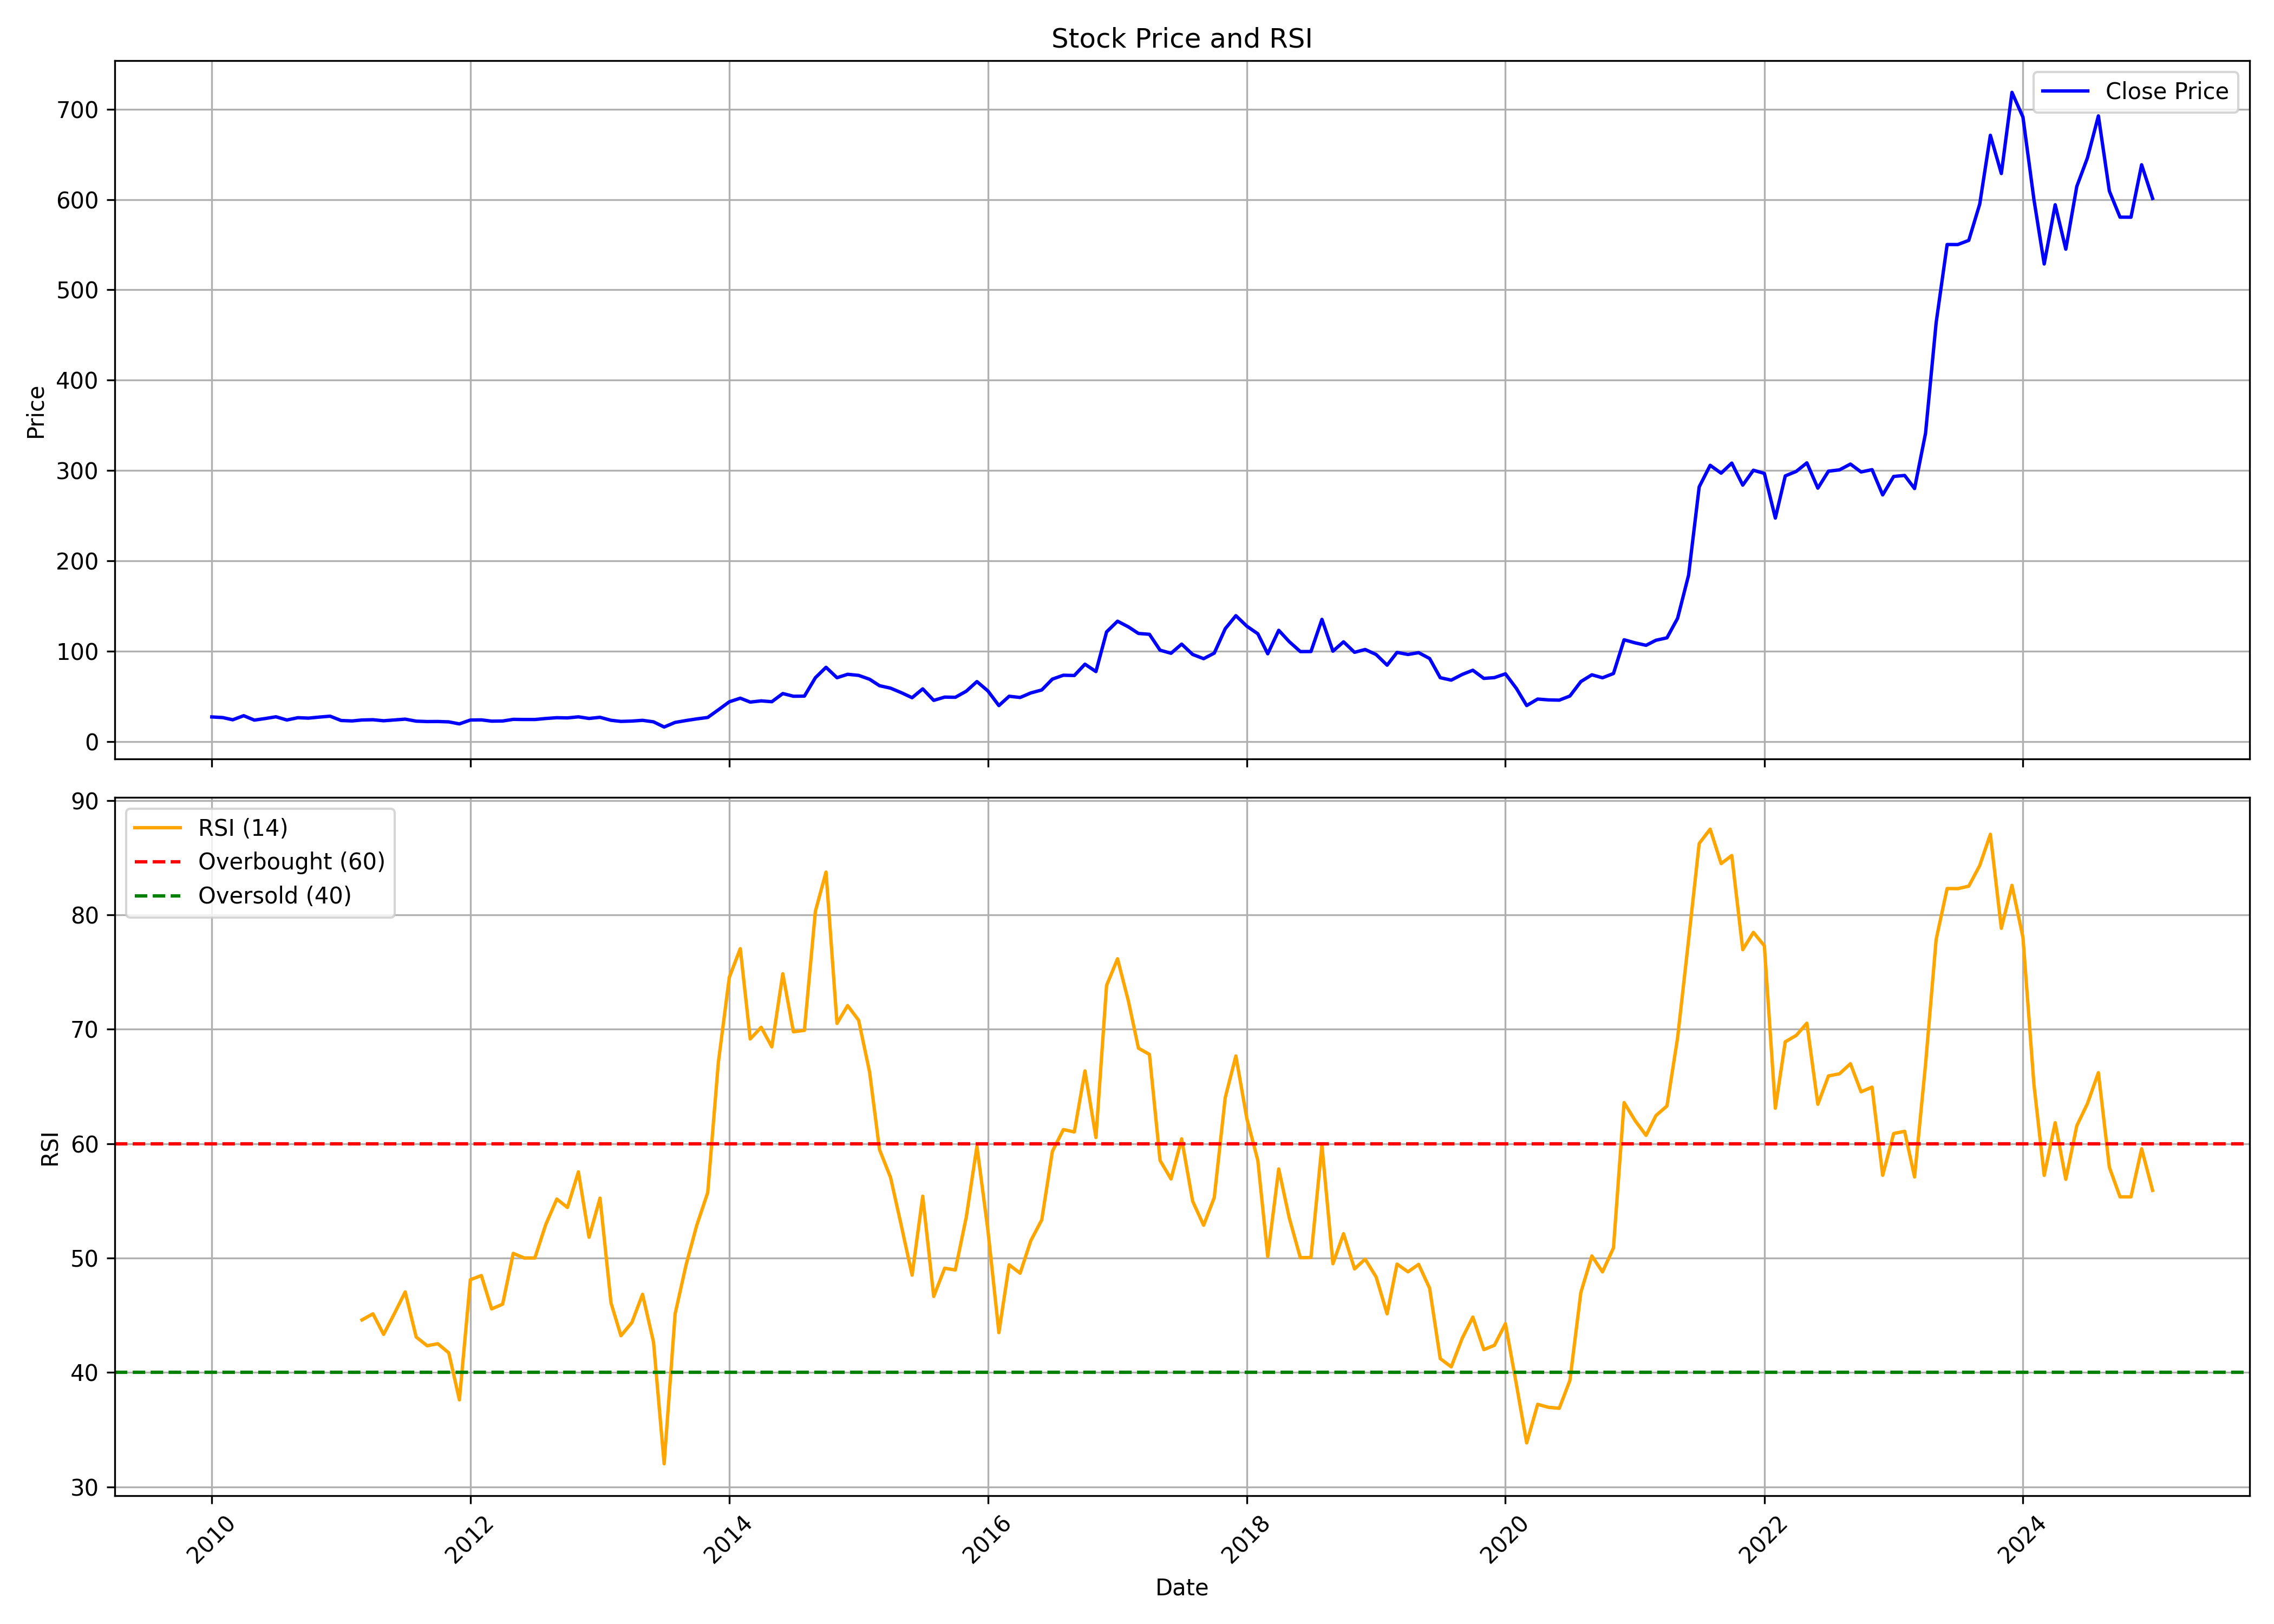 Stock Price and RSI
Close Price
700
600
500
400
300
200
100
0
Price
90
80
70
60
50
40
30
RSI
RSI (14)
Overbought (60)
Oversold (40)
2010
2012
2014
2016
2018
2020
2022
2024
Date